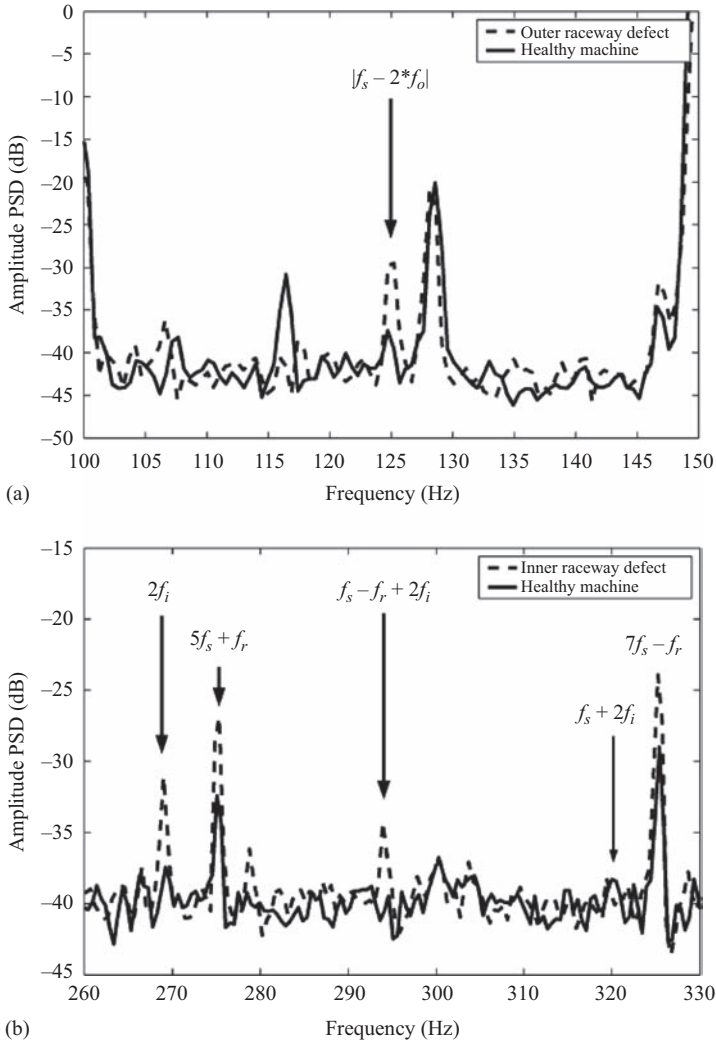 0
−5
−10
−15
−20
−25
−30
−35
−40
−45
−50
Amplitude PSD (dB)
Outer raceway defect
Healthy machine
|fs – 2*fo|
100 105 110 115 120 125 130 135 140 145 150
(a)
Frequency (Hz)
−15
−20
−25
−30
−35
−40
−45
Amplitude PSD (dB)
Inner raceway defect
Healthy machine
2fi
fs – fr + 2fi
5fs + fr
7fs – fr
fs + 2fi
260 270 280 290 300 310 320 330
(b)
Frequency (Hz)